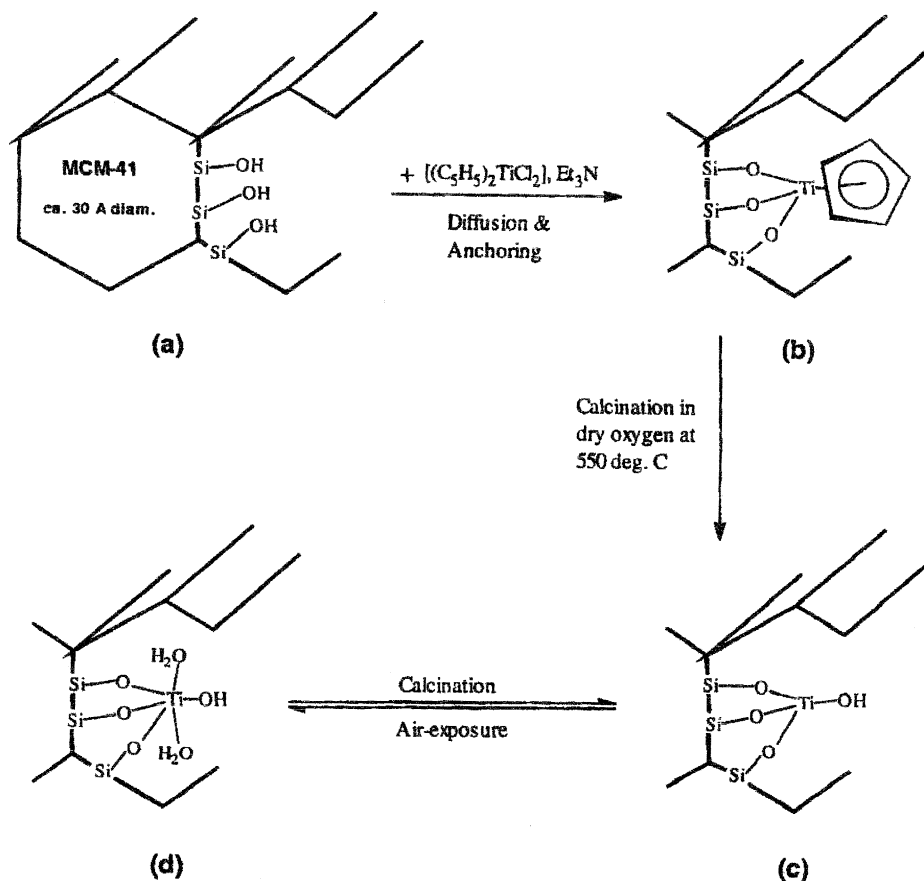 MCM-41
ca. 30 A diam.
Si—OH
Si OH
Si OH
(a)
+ [((C₅H₅)₂TiCl₂], Et₃N
Diffusion &
Anchoring
Si—O
Si—O Ti
Si O
(b)
Calcination in
dry oxygen at
550 deg. C
Si—O
Si—O Ti—OH
Si O
(c)
Calcination
Air-exposure
H₂O
Si—O
Si—O Ti—OH
Si O
H₂O
(d)